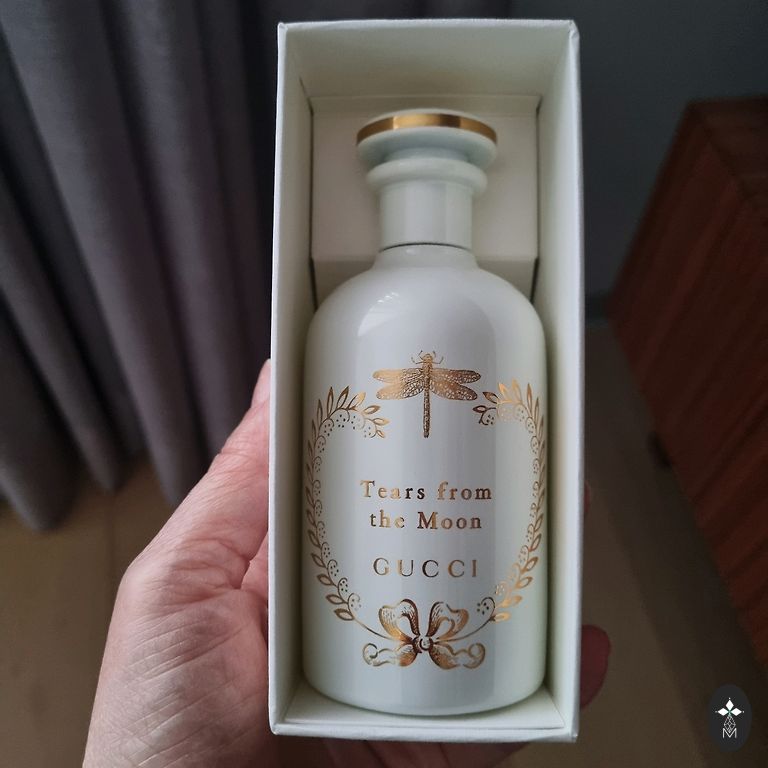 Tears from
the Moon
GUCCI
M